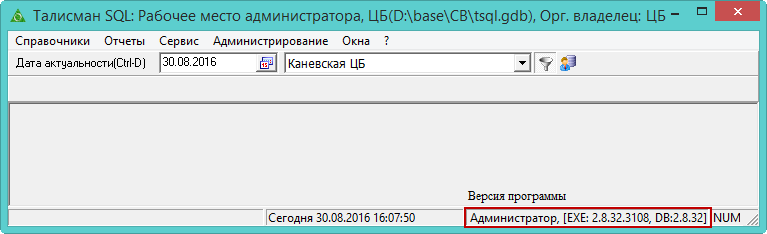 Талисман SQL: Рабочее место администратора, ЦБ(D:\base\CB\tsql.gdb), Орг. владелец: ЦБ
Справочники Отчеты Сервис Администрирование Окна ?
Дата актуальности(Ctrl-D) 30.08.2016 Каневская ЦБ
Версия программы
Сегодня 30.08.2016 16:07:50 Администратор, [EXE: 2.8.32.3108, DB:2.8.32] NUM